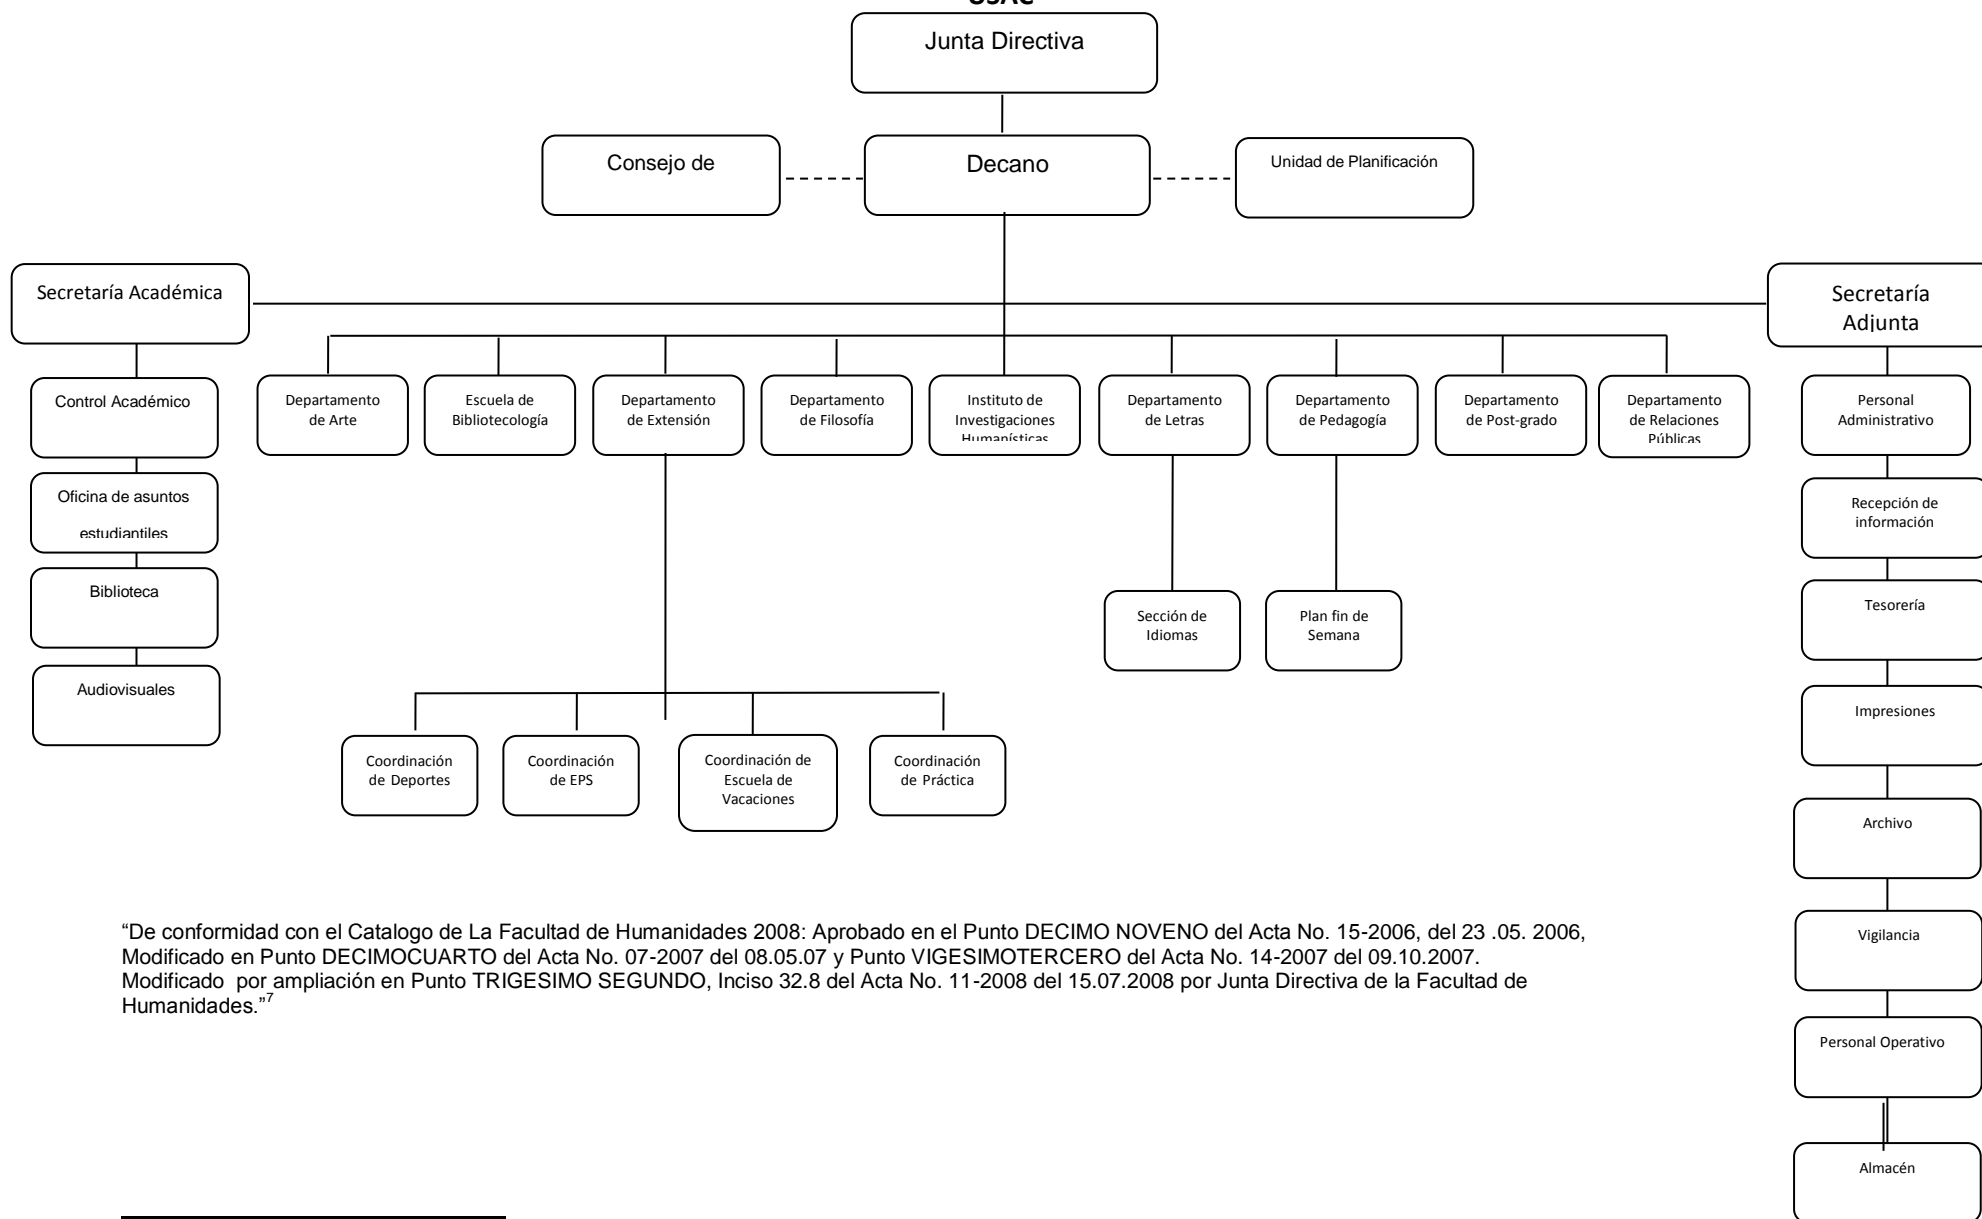 Junta Directiva
Consejo de
Decano
Unidad de Planificación
Secretaría Académica
Secretaría
Adjunta
Control Académico
Departamento
de Arte
Escuela de
Bibliotecología
Departamento
de Extensión
Departamento
de Filosofía
Instituto de
Investigaciones
Humanísticas
Departamento
de Letras
Departamento
de Pedagogía
Departamento
de Post-grado
Departamento
de Relaciones
Públicas
Personal
Administrativo
Oficina de asuntos
estudiantiles
Recepción de
información
Biblioteca
Sección de
Idiomas
Plan fin de
Semana
Tesorería
Audiovisuales
Impresiones
Coordinación
de Deportes
Coordinación
de EPS
Coordinación de
Escuela de
Vacaciones
Coordinación
de Práctica
Archivo
Vigilancia
Personal Operativo
Almacén
“De conformidad con el Catalogo de La Facultad de Humanidades 2008: Aprobado en el Punto DECIMO NOVENO del Acta No. 15-2006, del 23 .05. 2006,
Modificado en Punto DECIMOCUARTO del Acta No. 07-2007 del 08.05.07 y Punto VIGESIMOTERCERO del Acta No. 14-2007 del 09.10.2007.
Modificado por ampliación en Punto TRIGESIMO SEGUNDO, Inciso 32.8 del Acta No. 11-2008 del 15.07.2008 por Junta Directiva de la Facultad de
Humanidades.”7